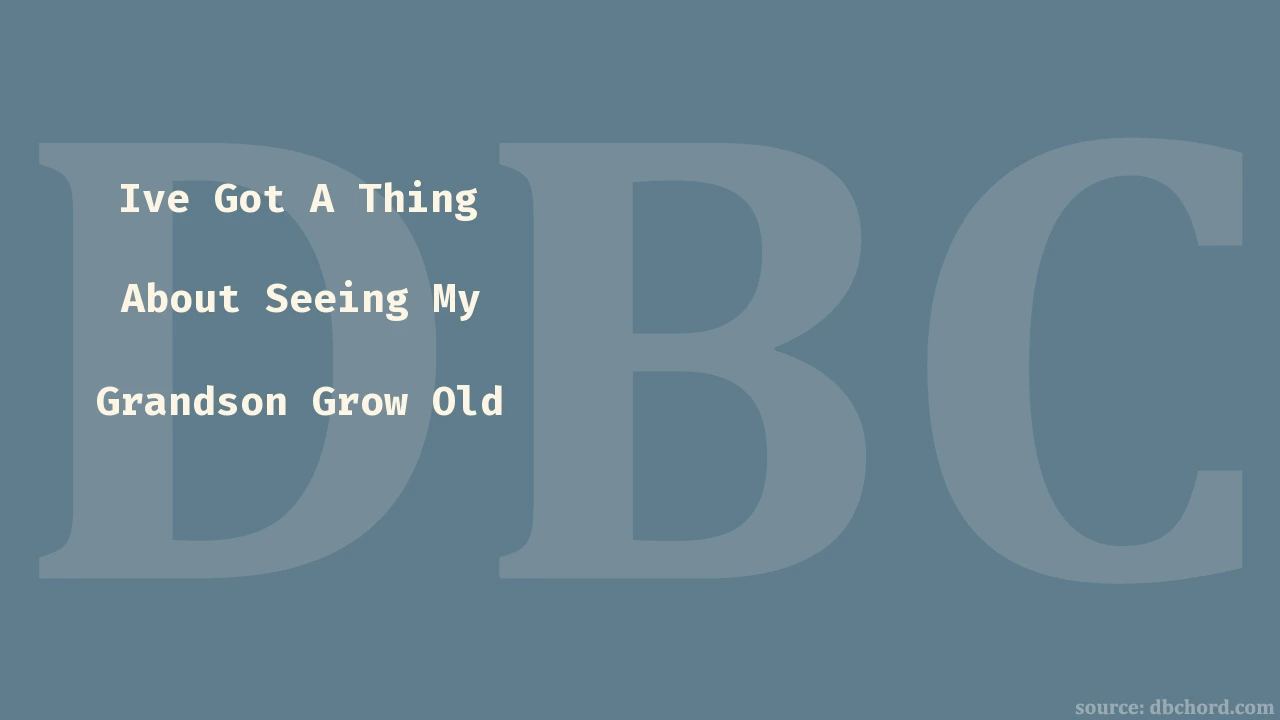 DBC
Ive Got A Thing
About Seeing My
Grandson Grow Old
source: dbchord.com